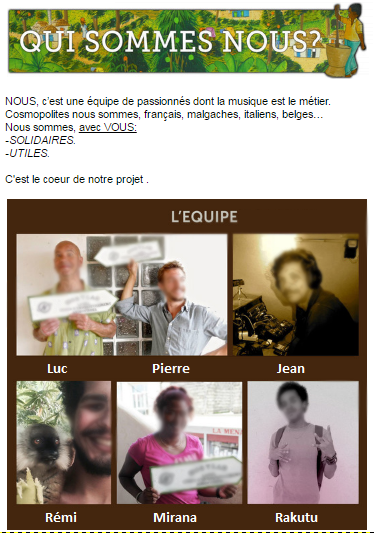 QUI SOMMES NOUS?
NOUS, c'est une équipe de passionnés dont la musique est le métier.
Cosmopolites nous sommes, français, malgaches, italiens, belges...
Nous sommes, avec VOUS:
-SOLIDAIRES.
-UTILES.
C'est le coeur de notre projet .
L'EQUIPE
Luc Pierre Jean
Rémi Mirana Rakutu